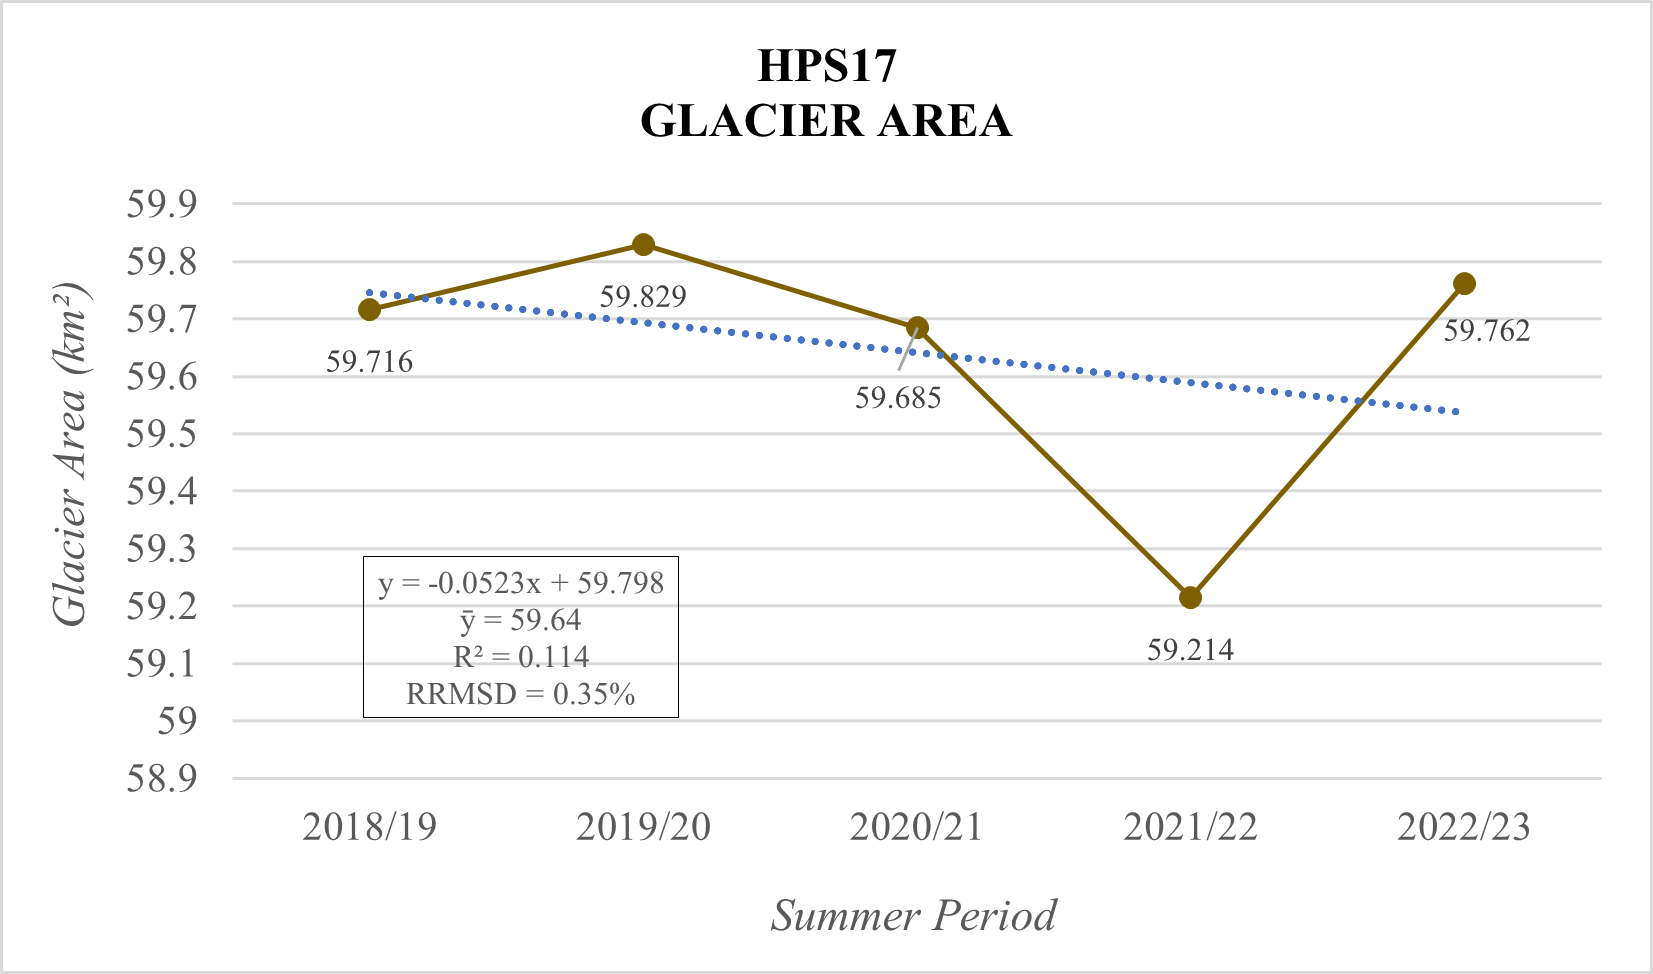 HPS17
GLACIER AREA
Glacier Area (km²)
59.9
59.8
59.7
59.6
59.5
59.4
59.3
59.2
59.1
59
58.9
59.716
59.829
59.685
59.214
59.762
y = -0.0523x + 59.798
ȳ = 59.64
R² = 0.114
RRMSD = 0.35%
2018/19 2019/20 2020/21 2021/22 2022/23
Summer Period